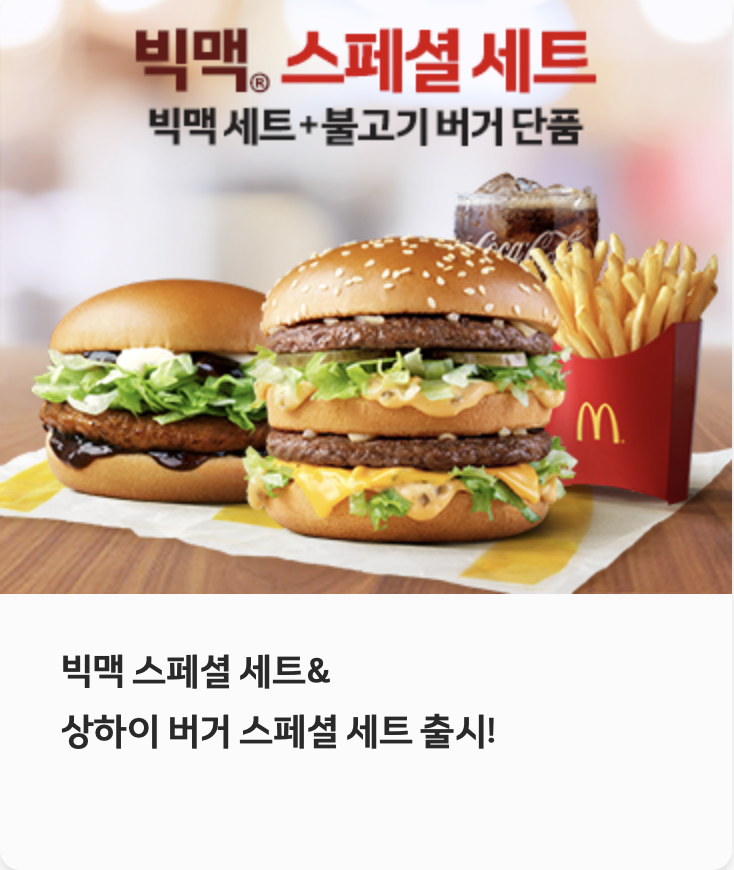 빅맥® 스페셜 세트
빅맥 세트+불고기 버거 단품
Coca-Cola
빅맥 스페셜 세트&
상하이 버거 스페셜 세트 출시!